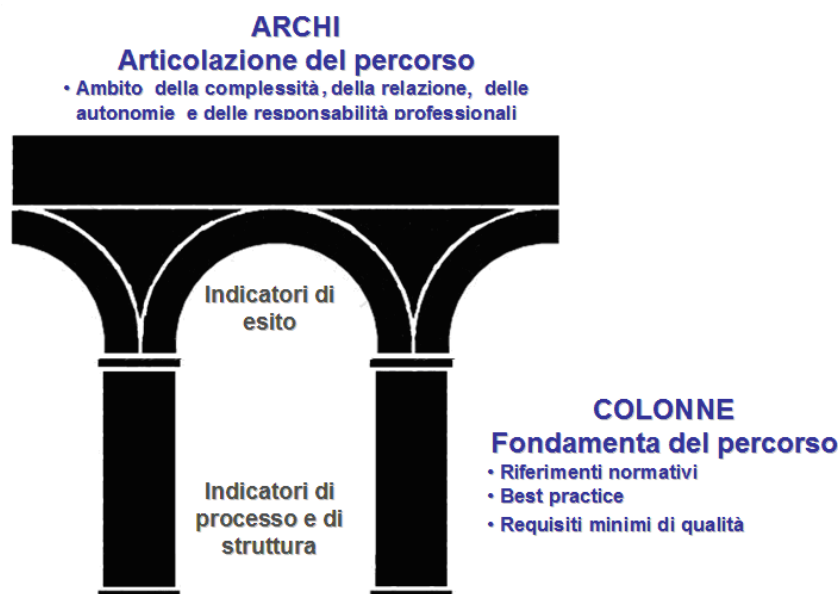 ARCHI
Articolazione del percorso
• Ambito della complessità, della relazione, delle
autonomie e delle responsabilità professionali
Indicatori di
esito
COLONNE
Fondamenta del percorso
• Riferimenti normativi
• Best practice
• Requisiti minimi di qualità
Indicatori di
processo e di
struttura